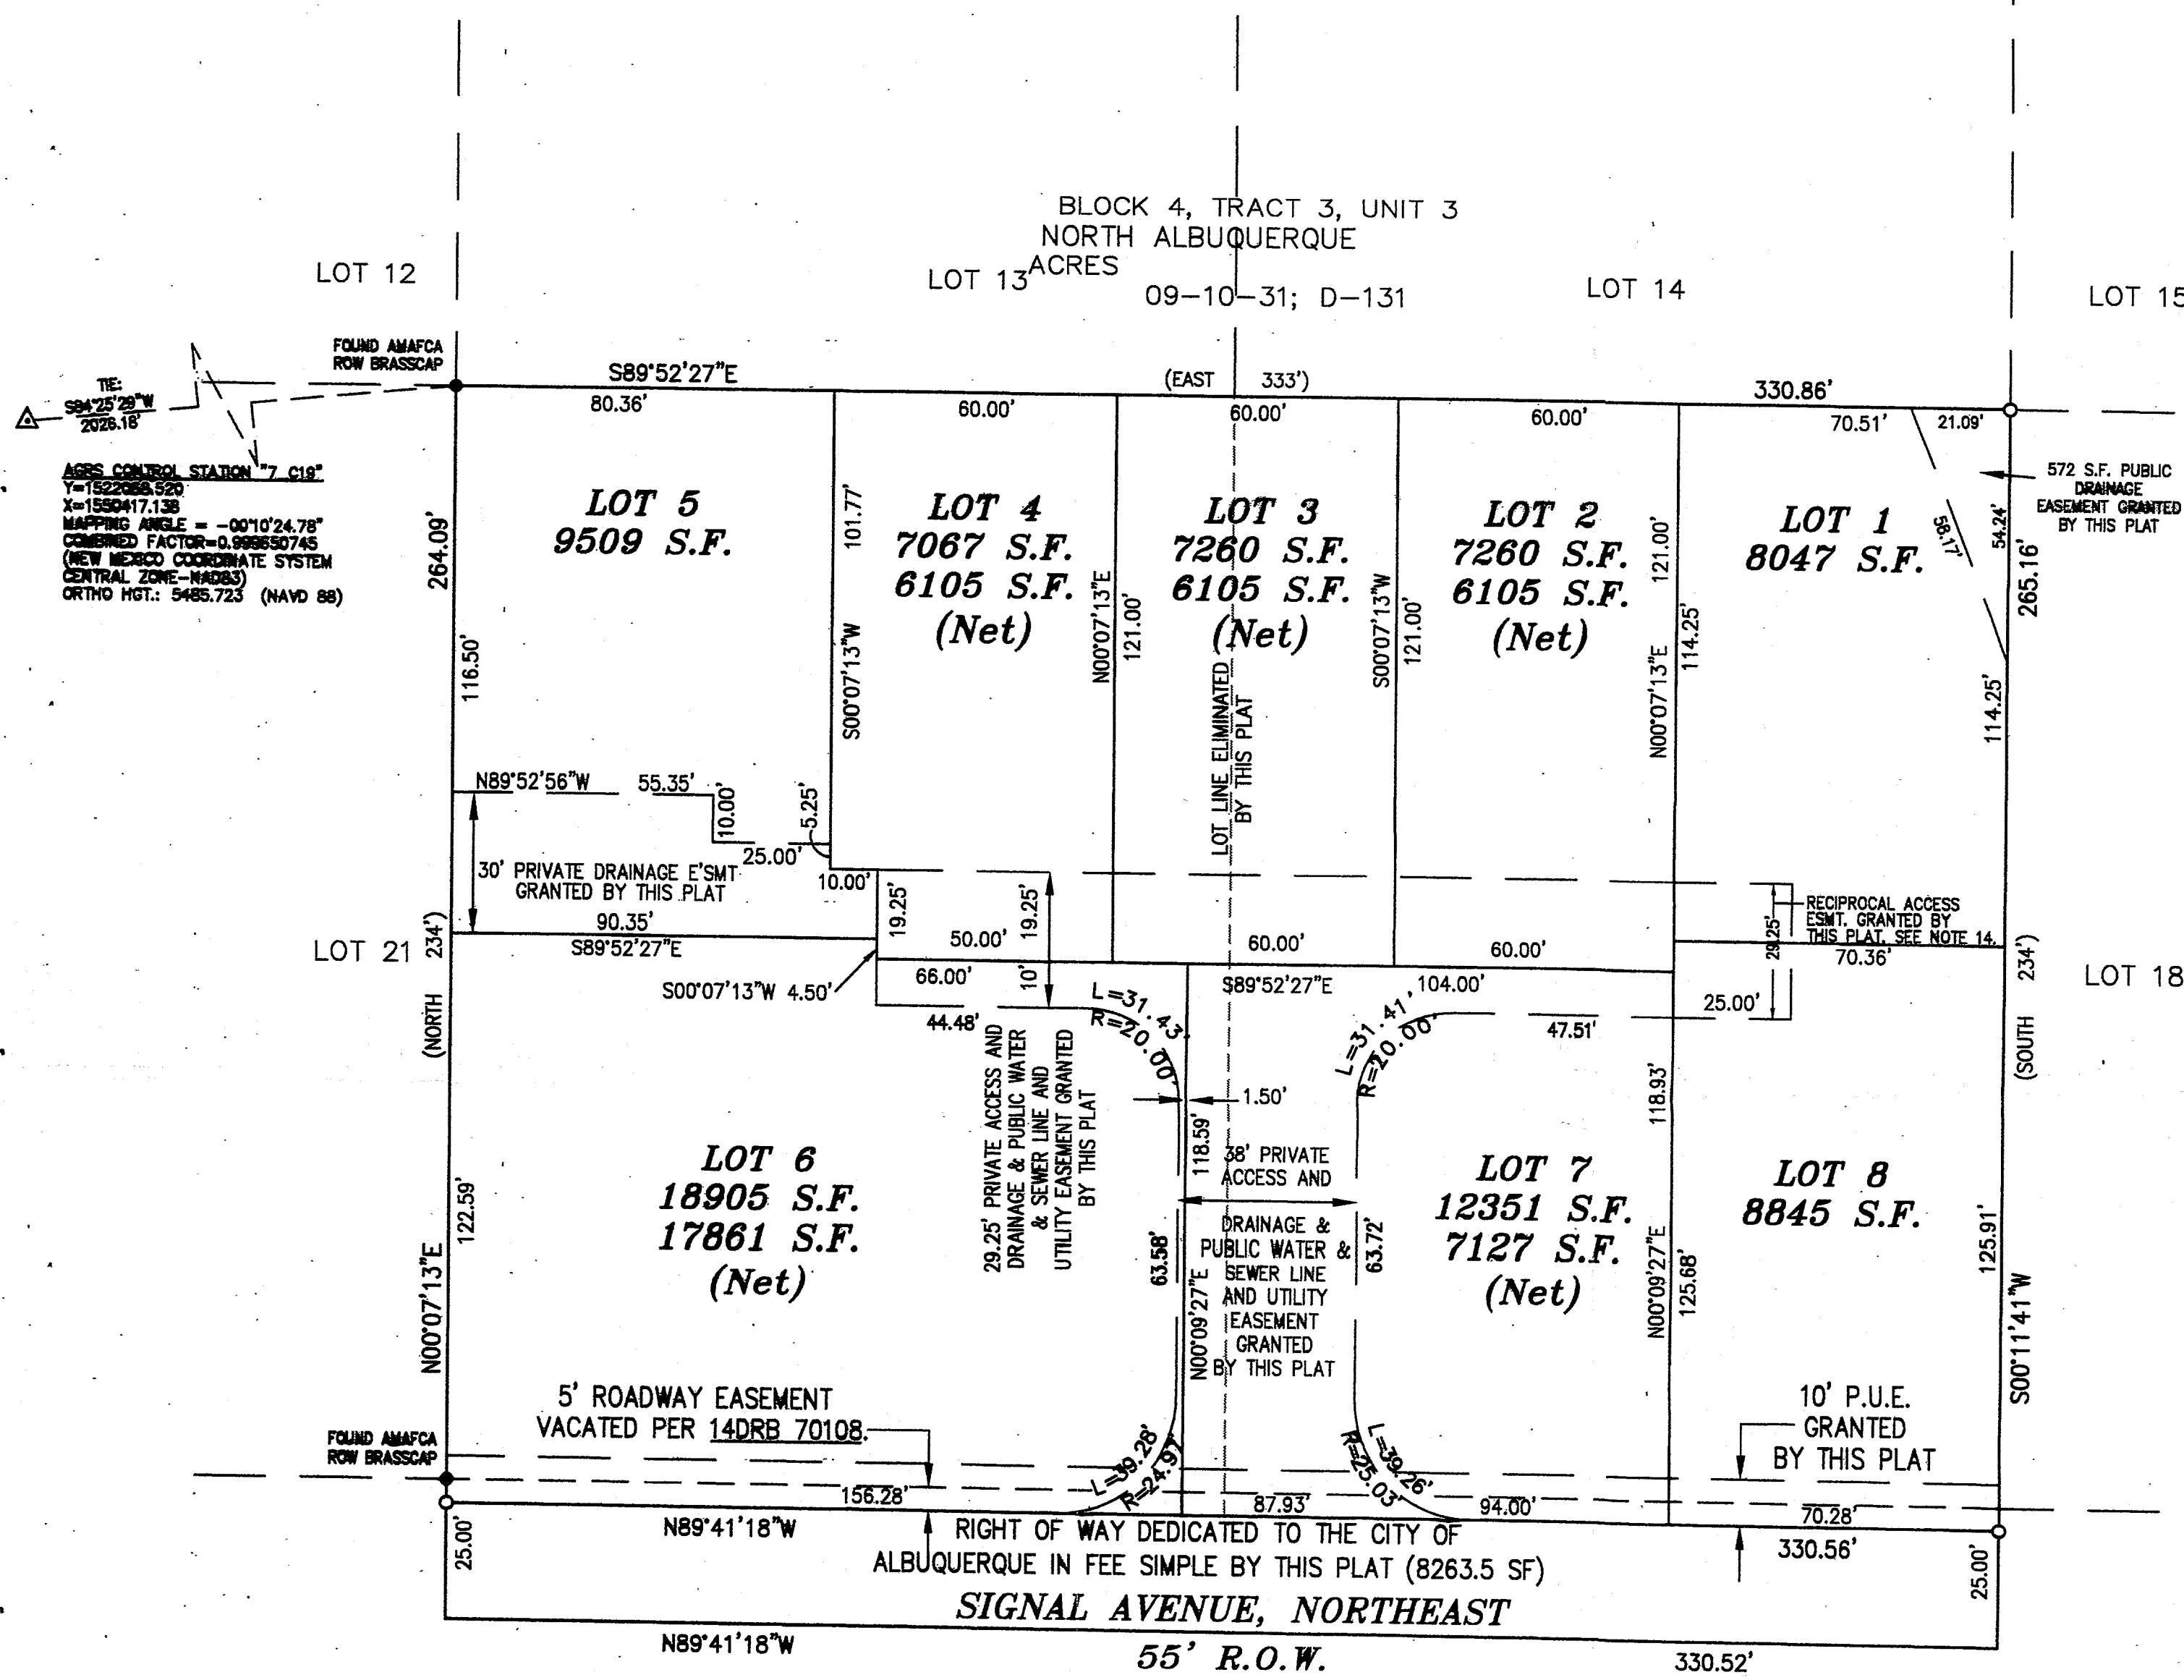 BLOCK 4, TRACT 3, UNIT 3
NORTH ALBUQUERQUE
ACRES
09-10-31; D-131
LOT 12
LOT 13
LOT 14
LOT 15
FOUND AMAFCA
ROW BRASSCAP
TIE:
S84°25'29"W
2026.18'
AGRS CONTROL STATION "7_C19"
Y=1522068.520
X=1550417.138
MAPPING ANGLE = -00°10'24.78"
COMBINED FACTOR=0.999650745
(NEW MEXICO COORDINATE SYSTEM
CENTRAL ZONE-NAD83)
ORTHO HGT.: 5485.723 (NAVD 88)
S89°52'27"E
(EAST 333')
330.86'
80.36'
60.00'
60.00'
60.00'
70.51'
21.09'
572 S.F. PUBLIC
DRAINAGE
EASEMENT GRANTED
BY THIS PLAT
LOT 5
9509 S.F.
LOT 4
7067 S.F.
6105 S.F.
(Net)
LOT 3
7260 S.F.
6105 S.F.
(Net)
LOT 2
7260 S.F.
6105 S.F.
(Net)
LOT 1
8047 S.F.
264.09'
116.50'
101.77'
S00°07'13"W
N00°07'13"E
121.00'
S00°07'13"W
121.00'
121.00'
N00°07'13"E
114.25'
58.17'
54.24'
265.16'
114.25'
LOT LINE ELIMINATED
BY THIS PLAT
N89°52'56"W
55.35'
10.00'
25.00'
5.25'
30' PRIVATE DRAINAGE E'SMT
GRANTED BY THIS PLAT
90.35'
S89°52'27"E
10.00'
19.25'
19.25'
50.00'
60.00'
60.00'
10'
RECIPROCAL ACCESS
ESMT. GRANTED BY
THIS PLAT. SEE NOTE 14.
29.25'
70.36'
LOT 21
(NORTH 234')
(SOUTH 234')
LOT 18
S00°07'13"W 4.50'
66.00'
S89°52'27"E
104.00'
25.00'
44.48'
L=31.43'
R=20.00'
L=31.41'
R=20.00'
47.51'
29.25' PRIVATE ACCESS AND
DRAINAGE & PUBLIC WATER
& SEWER LINE AND
UTILITY EASEMENT GRANTED
BY THIS PLAT
1.50'
118.59'
118.93'
38' PRIVATE
ACCESS AND
DRAINAGE &
PUBLIC WATER &
SEWER LINE
AND UTILITY
EASEMENT
GRANTED
BY THIS PLAT
LOT 6
18905 S.F.
17861 S.F.
(Net)
LOT 7
12351 S.F.
7127 S.F.
(Net)
LOT 8
8845 S.F.
122.59'
N00°07'13"E
63.58'
N00°09'27"E
63.72'
N00°09'27"E
125.68'
125.91'
S00°11'41"W
5' ROADWAY EASEMENT
VACATED PER 14DRB 70108.
10' P.U.E.
GRANTED
BY THIS PLAT
FOUND AMAFCA
ROW BRASSCAP
L=39.28'
R=24.97'
L=39.26'
R=25.03'
156.28'
87.93'
94.00'
70.28'
N89°41'18"W
330.56'
25.00'
25.00'
RIGHT OF WAY DEDICATED TO THE CITY OF
ALBUQUERQUE IN FEE SIMPLE BY THIS PLAT (8263.5 SF)
SIGNAL AVENUE, NORTHEAST
N89°41'18"W
55' R.O.W.
330.52'